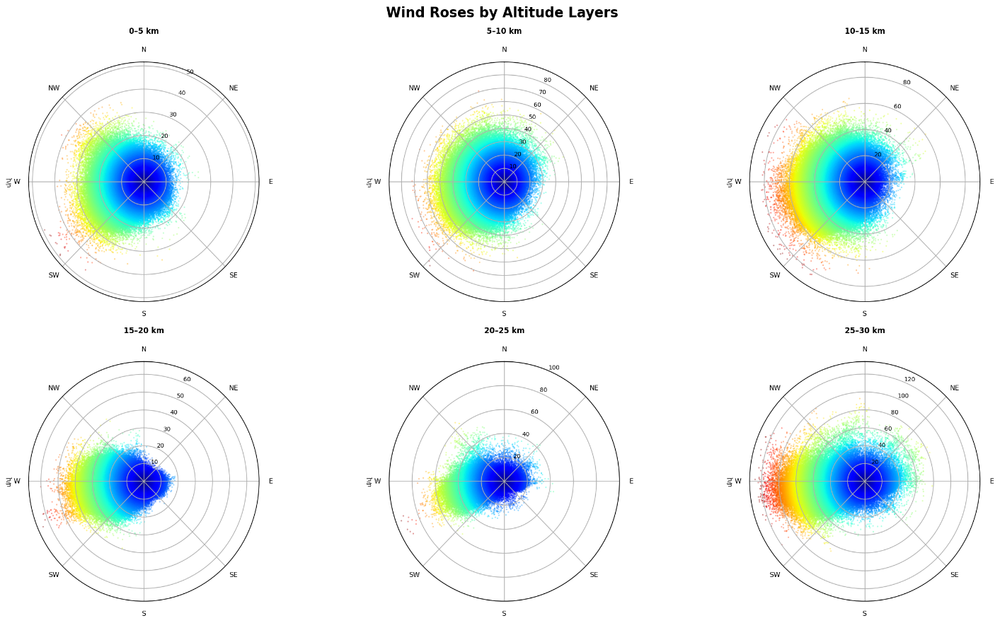 Wind Roses by Altitude Layers
0–5 km
N
NE
E
SE
S
SW
W
NW
10
20
30
40
50
5–10 km
N
NE
E
SE
S
SW
W
NW
10
20
30
40
50
60
70
80
10–15 km
N
NE
E
SE
S
SW
W
NW
20
40
60
80
15–20 km
N
NE
E
SE
S
SW
W
NW
10
20
30
40
50
60
20–25 km
N
NE
E
SE
S
SW
W
NW
20
40
60
80
100
25–30 km
N
NE
E
SE
S
SW
W
NW
20
40
60
80
100
120